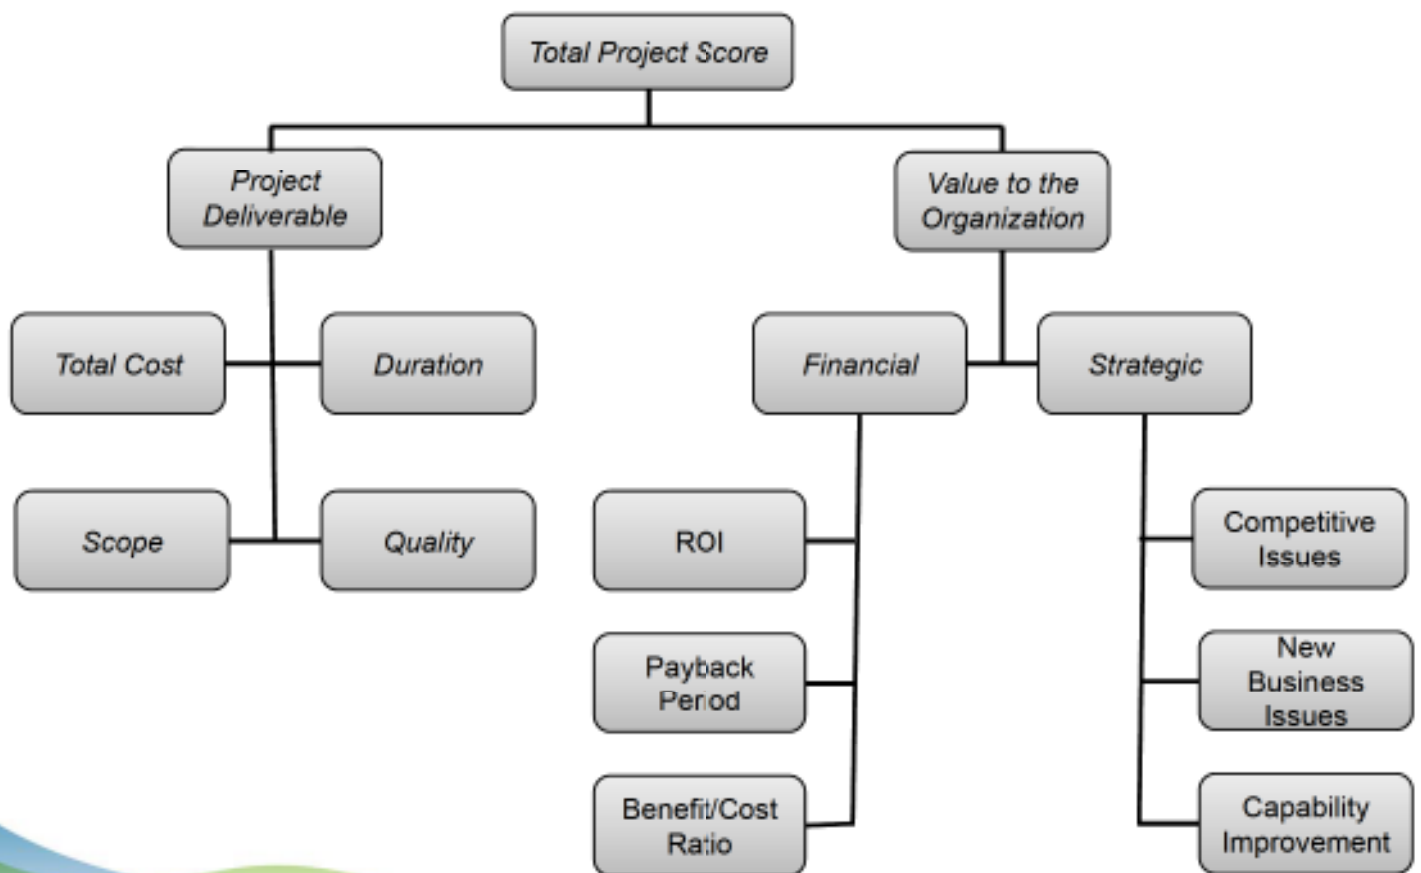 Total Project Score
Project
Deliverable
Value to the
Organization
Total Cost
Duration
Financial
Strategic
Scope
Quality
ROI
Competitive
Issues
Payback
Period
New
Business
Issues
Benefit/Cost
Ratio
Capability
Improvement